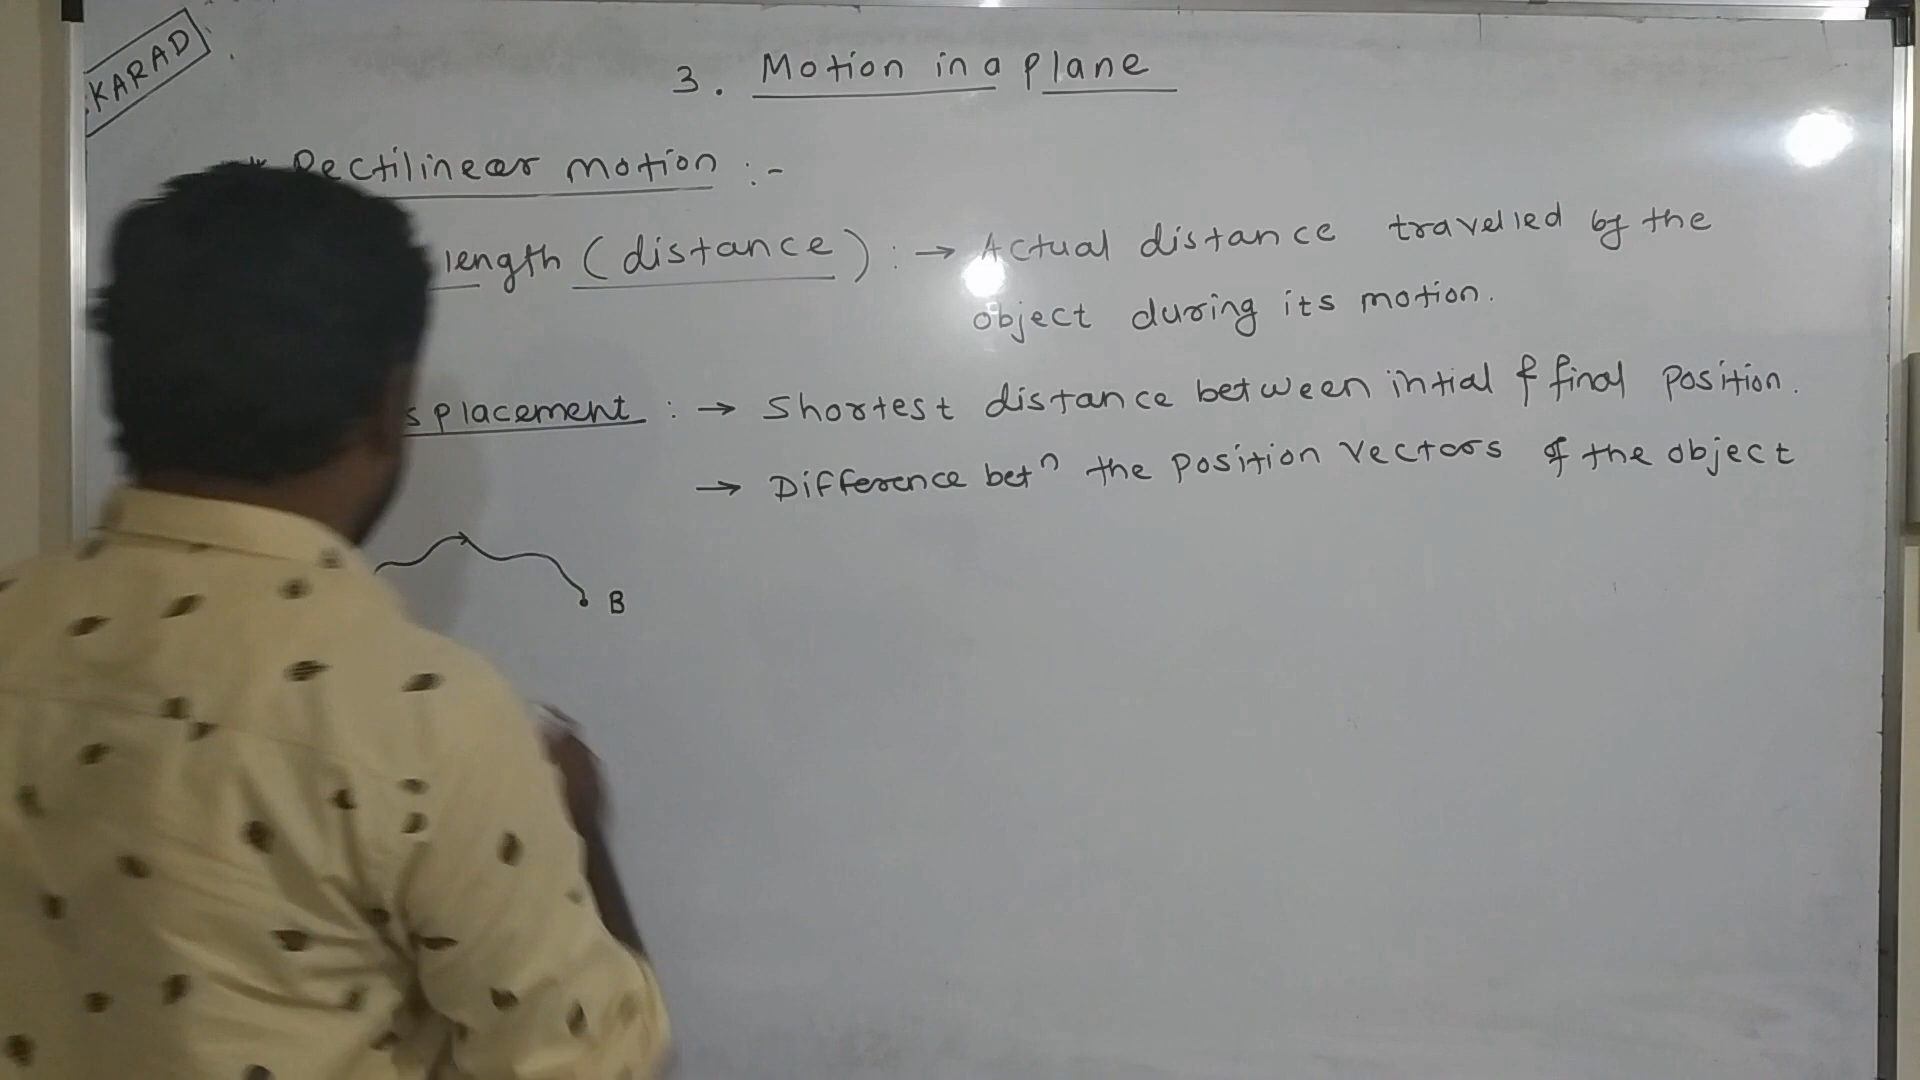 KARAD
3. Motion in a plane
Rectilinear motion :-
length (distance) : → Actual distance travelled by the
object during its motion.
splacement : → Shortest distance between intial & final position.
→ Difference betⁿ the position vectors of the object
B